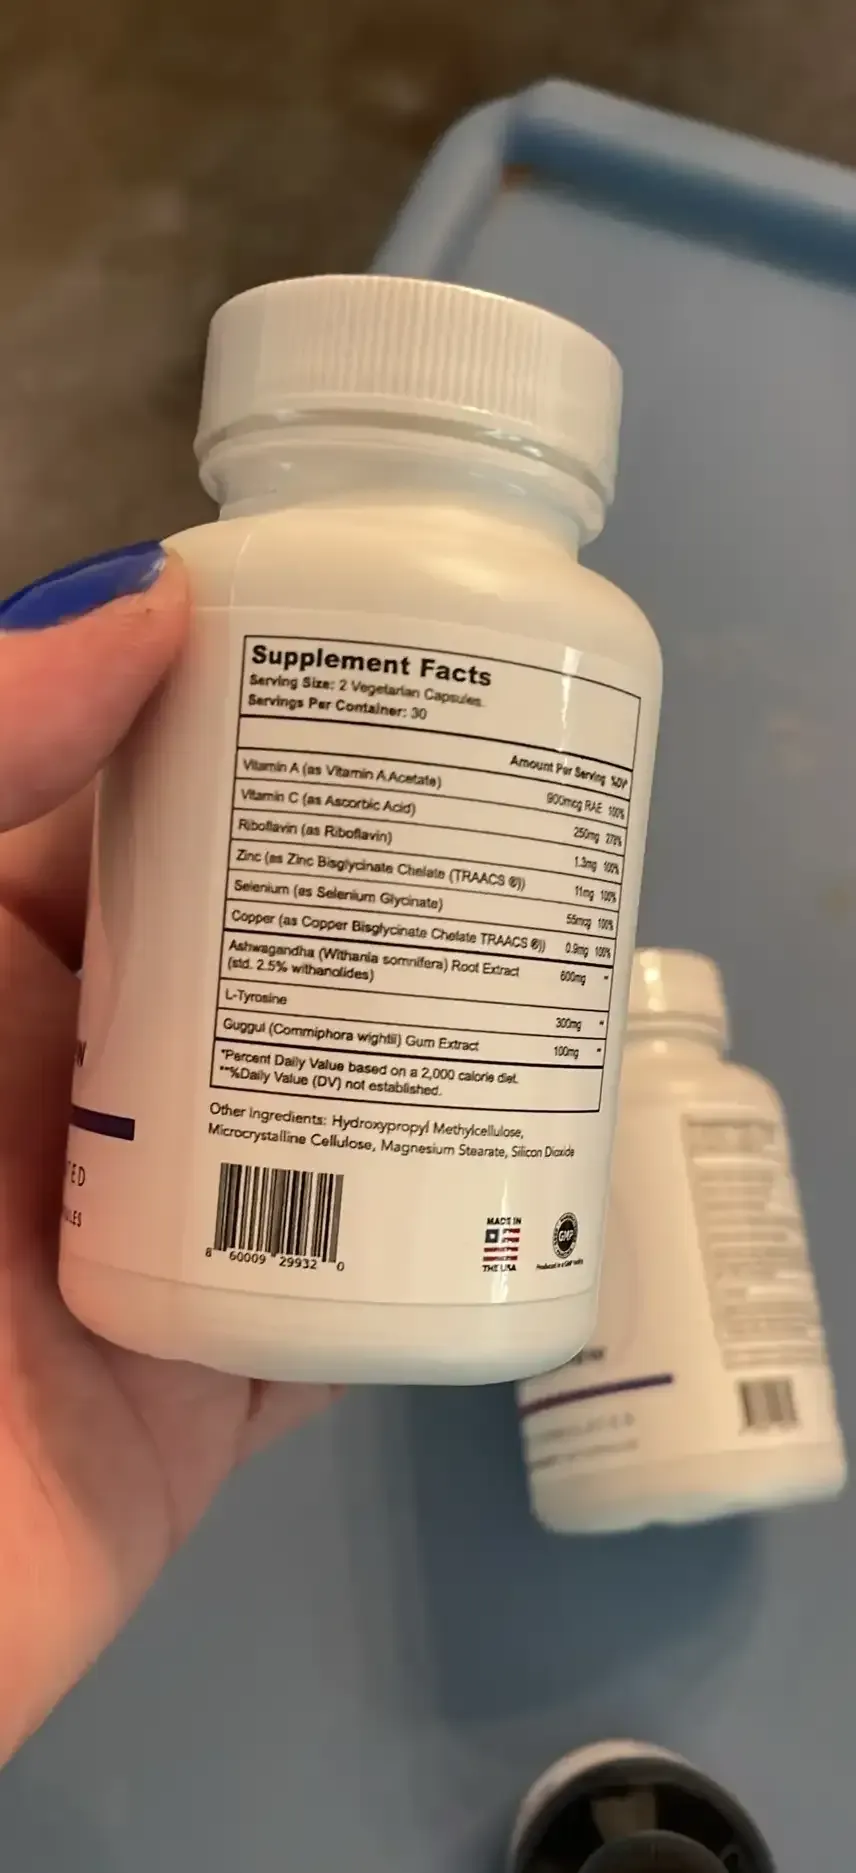 Supplement Facts
Serving Size: 2 Vegetarian Capsules
Servings Per Container: 30
Amount Per Serving %DV*
Vitamin A (as Vitamin A Acetate) 900mcg RAE 100%
Vitamin C (as Ascorbic Acid) 250mg 278%
Riboflavin (as Riboflavin) 1.3mg 100%
Zinc (as Zinc Bisglycinate Chelate (TRAACS ®)) 11mg 100%
Selenium (as Selenium Glycinate) 55mcg 100%
Copper (as Copper Bisglycinate Chelate TRAACS ®)) 0.9mg 100%
Ashwagandha (Withania somnifera) Root Extract 600mg **
(std. 2.5% withanolides)
L-Tyrosine 300mg **
Guggul (Commiphora wightii) Gum Extract 100mg **
*Percent Daily Value based on a 2,000 calorie diet.
**%Daily Value (DV) not established.
Other Ingredients: Hydroxypropyl Methylcellulose,
Microcrystalline Cellulose, Magnesium Stearate, Silicon Dioxide
8 60009 29932 0
MADE IN
THE USA
GMP
Produced in a GMP facility